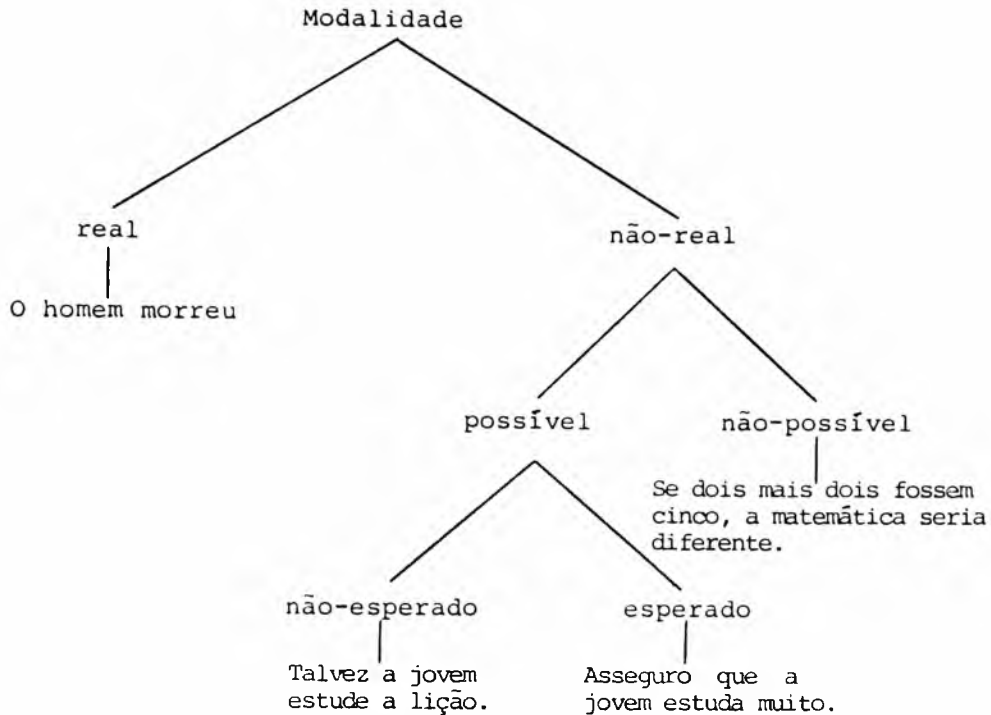 Modalidade
real
não-real
O homem morreu
possível
não-possível
Se dois mais dois fossem
cinco, a matemática seria
diferente.
não-esperado
esperado
Talvez a jovem
estude a lição.
Asseguro que a
jovem estuda muito.